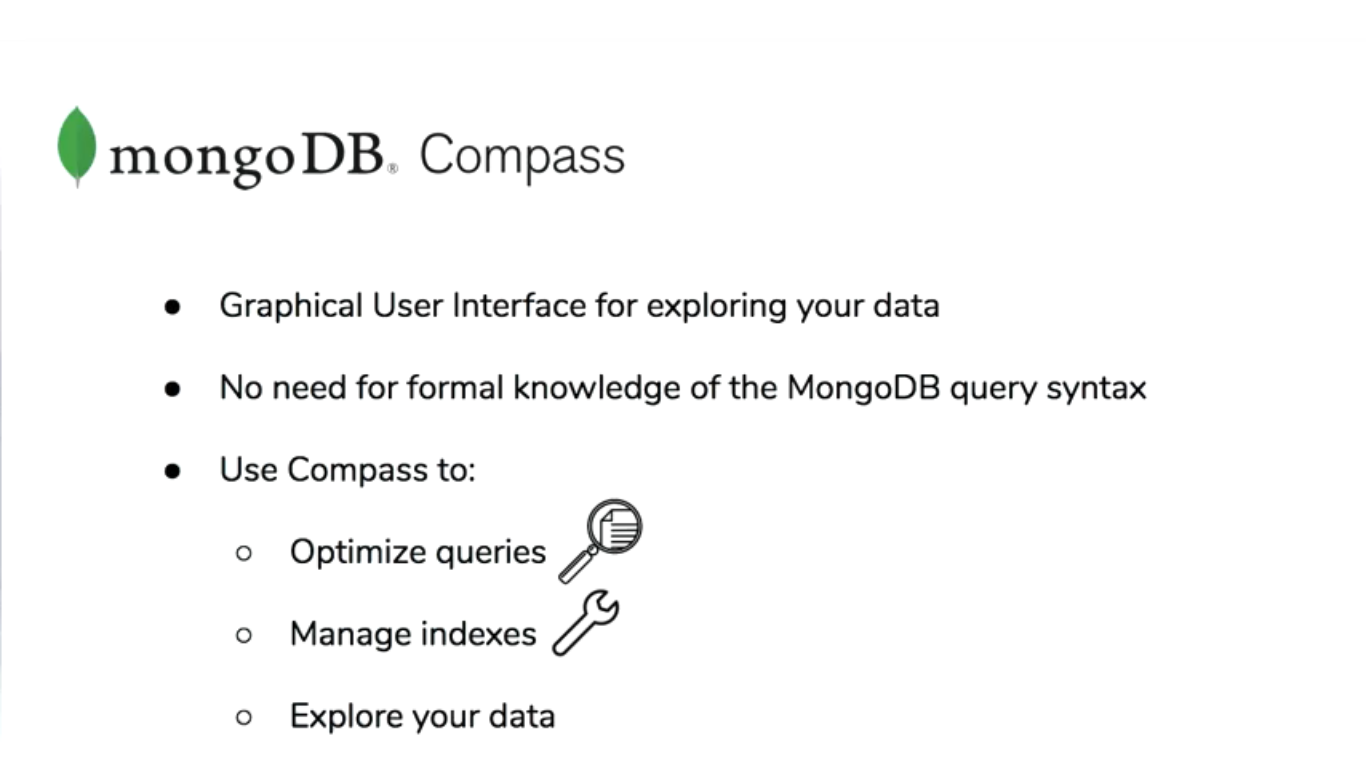 mongoDB® Compass
● Graphical User Interface for exploring your data
● No need for formal knowledge of the MongoDB query syntax
● Use Compass to:
○ Optimize queries
○ Manage indexes
○ Explore your data